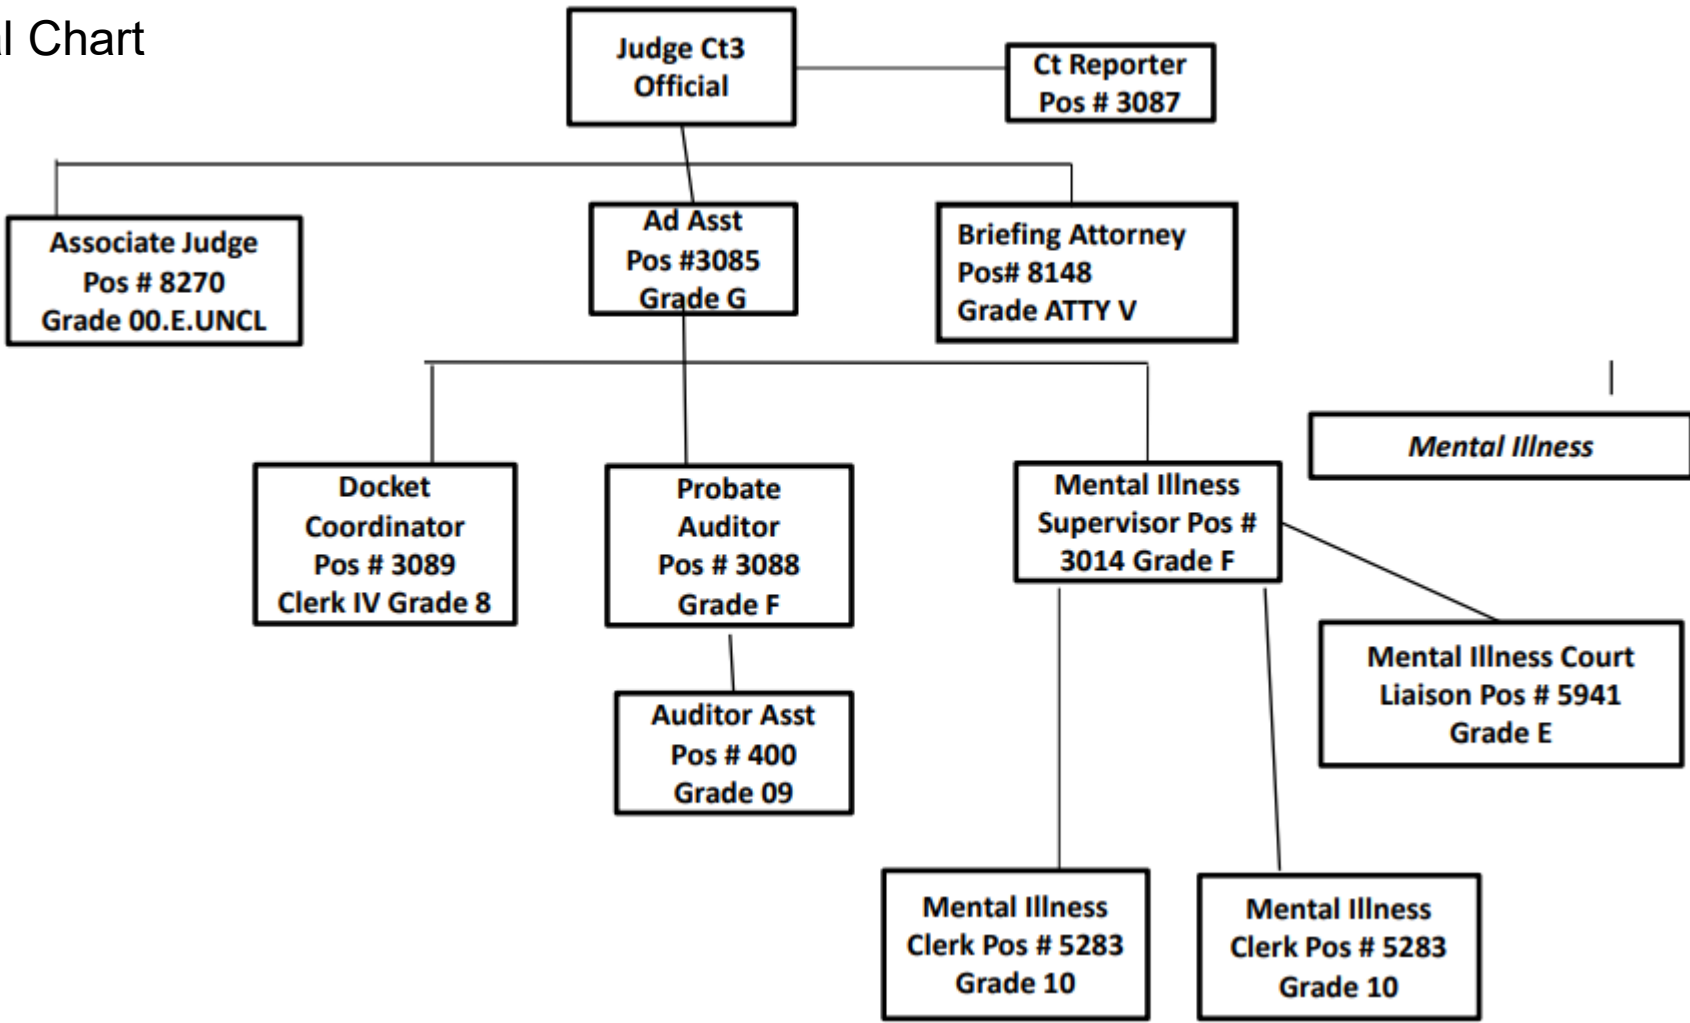 Chart
Judge Ct3
Official
Ct Reporter
Pos # 3087
Associate Judge
Pos # 8270
Grade 00.E.UNCL
Ad Asst
Pos #3085
Grade G
Briefing Attorney
Pos# 8148
Grade ATTY V
Mental Illness
Docket
Coordinator
Pos # 3089
Clerk IV Grade 8
Probate
Auditor
Pos # 3088
Grade F
Mental Illness
Supervisor Pos #
3014 Grade F
Auditor Asst
Pos # 400
Grade 09
Mental Illness Court
Liaison Pos # 5941
Grade E
Mental Illness
Clerk Pos # 5283
Grade 10
Mental Illness
Clerk Pos # 5283
Grade 10